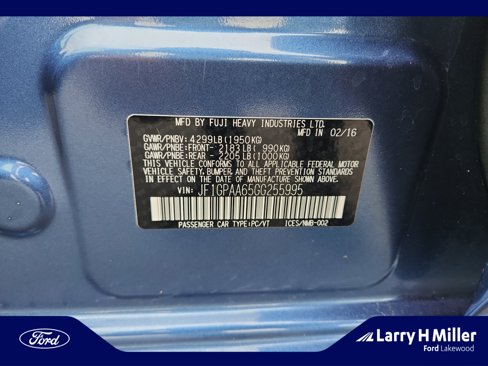 MFD BY FUJI HEAVY INDUSTRIES LTD.
MFD IN 02/16
GVWR/PNBV: 4299LB(1950KG)
GAWR/PNBE:FRONT- 2183LB( 990KG)
GAWR/PNBE:REAR - 2205LB(1000KG)
THIS VEHICLE CONFORMS TO ALL
APPLICABLE U.S. FEDERAL MOTOR
VEHICLE SAFETY, BUMPER, AND THEFT
PREVENTION STANDARDS IN EFFECT ON
THE DATE OF MANUFACTURE SHOWN ABOVE.
VIN: JF1GPAA65GG255995
PASSENGER CAR TYPE:PC/VT ICES/NMB-002
Ford
Larry H Miller
Ford Lakewood